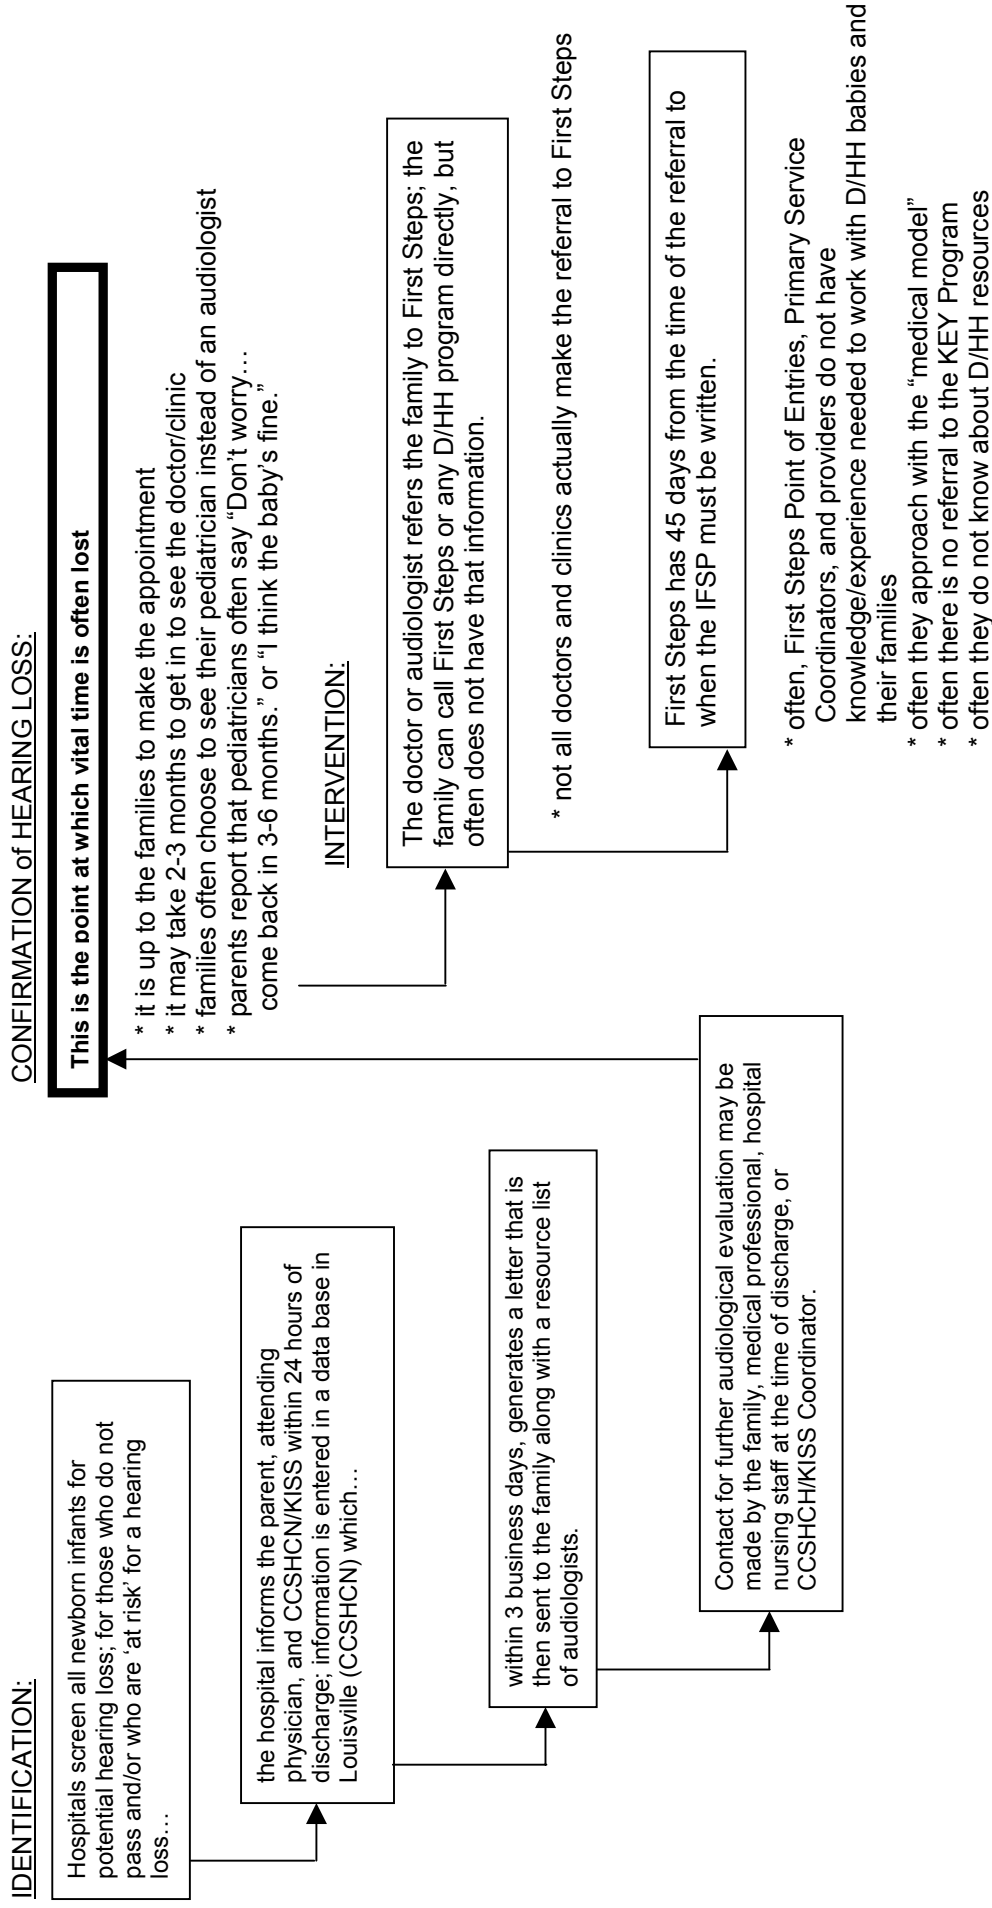 IDENTIFICATION:
Hospitals screen all newborn infants for
potential hearing loss; for those who do not
pass and/or who are ‘at risk’ for a hearing
loss…
the hospital informs the parent, attending
physician, and CCSHCN/KISS within 24 hours of
discharge; information is entered in a data base in
Louisville (CCSHCN) which…
within 3 business days, generates a letter that is
then sent to the family along with a resource list
of audiologists.
Contact for further audiological evaluation may be
made by the family, medical professional, hospital
nursing staff at the time of discharge, or
CCSHCH/KISS Coordinator.
CONFIRMATION of HEARING LOSS:
This is the point at which vital time is often lost
* it is up to the families to make the appointment
* it may take 2-3 months to get in to see the doctor/clinic
* families often choose to see their pediatrician instead of an audiologist
* parents report that pediatricians often say “Don’t worry…
come back in 3-6 months.” or “I think the baby’s fine.”
INTERVENTION:
The doctor or audiologist refers the family to First Steps; the
family can call First Steps or any D/HH program directly, but
often does not have that information.
* not all doctors and clinics actually make the referral to First Steps
First Steps has 45 days from the time of the referral to
when the IFSP must be written.
* often, First Steps Point of Entries, Primary Service
Coordinators, and providers do not have
knowledge/experience needed to work with D/HH babies and
their families
* often they approach with the “medical model”
* often there is no referral to the KEY Program
* often they do not know about D/HH resources